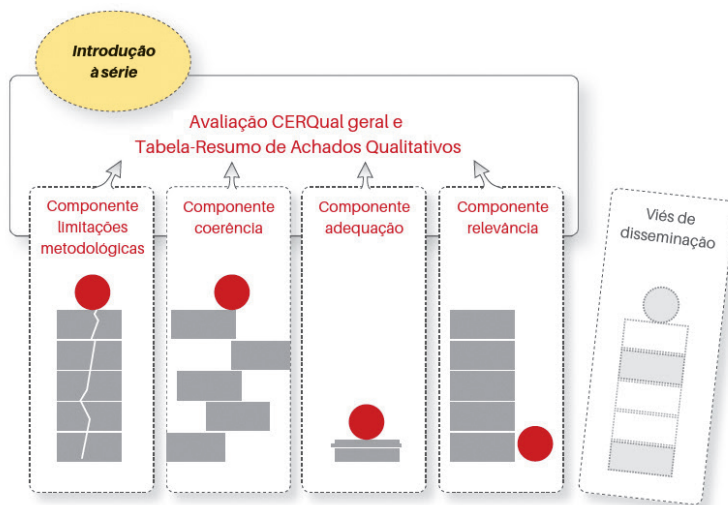 Introdução
à série
Avaliação CERQual geral e
Tabela-Resumo de Achados Qualitativos
Componente
limitações
metodológicas
Componente
coerência
Componente
adequação
Componente
relevância
Viés de
disseminação